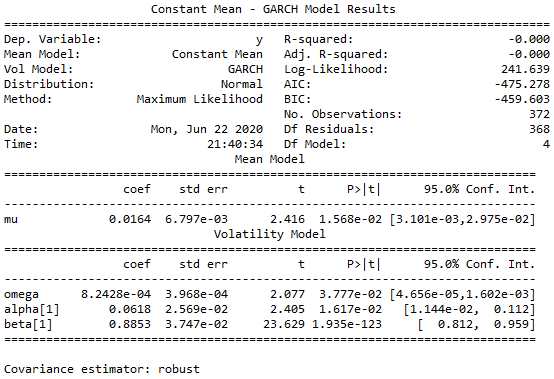 Constant Mean - GARCH Model Results
==============================================================================
Dep. Variable:                      y   R-squared:                      -0.000
Mean Model:             Constant Mean   Adj. R-squared:                 -0.000
Vol Model:                      GARCH   Log-Likelihood:                241.639
Distribution:                  Normal   AIC:                          -475.278
Method:            Maximum Likelihood   BIC:                          -459.603
                                        No. Observations:                  372
Date:                Mon, Jun 22 2020   Df Residuals:                      368
Time:                        21:40:34   Df Model:                            4
                                 Mean Model
============================================================================
                 coef    std err          t      P>|t|      95.0% Conf. Int.
----------------------------------------------------------------------------
mu             0.0164  6.797e-03      2.416  1.568e-02 [3.101e-03,2.975e-02]
                              Volatility Model
============================================================================
                 coef    std err          t      P>|t|      95.0% Conf. Int.
----------------------------------------------------------------------------
omega      8.2428e-04  3.968e-04      2.077  3.777e-02 [4.656e-05,1.602e-03]
alpha[1]       0.0618  2.569e-02      2.405  1.617e-02   [1.144e-02,  0.112]
beta[1]        0.8853  3.747e-02     23.629 1.935e-123     [  0.812,  0.959]
============================================================================
Covariance estimator: robust